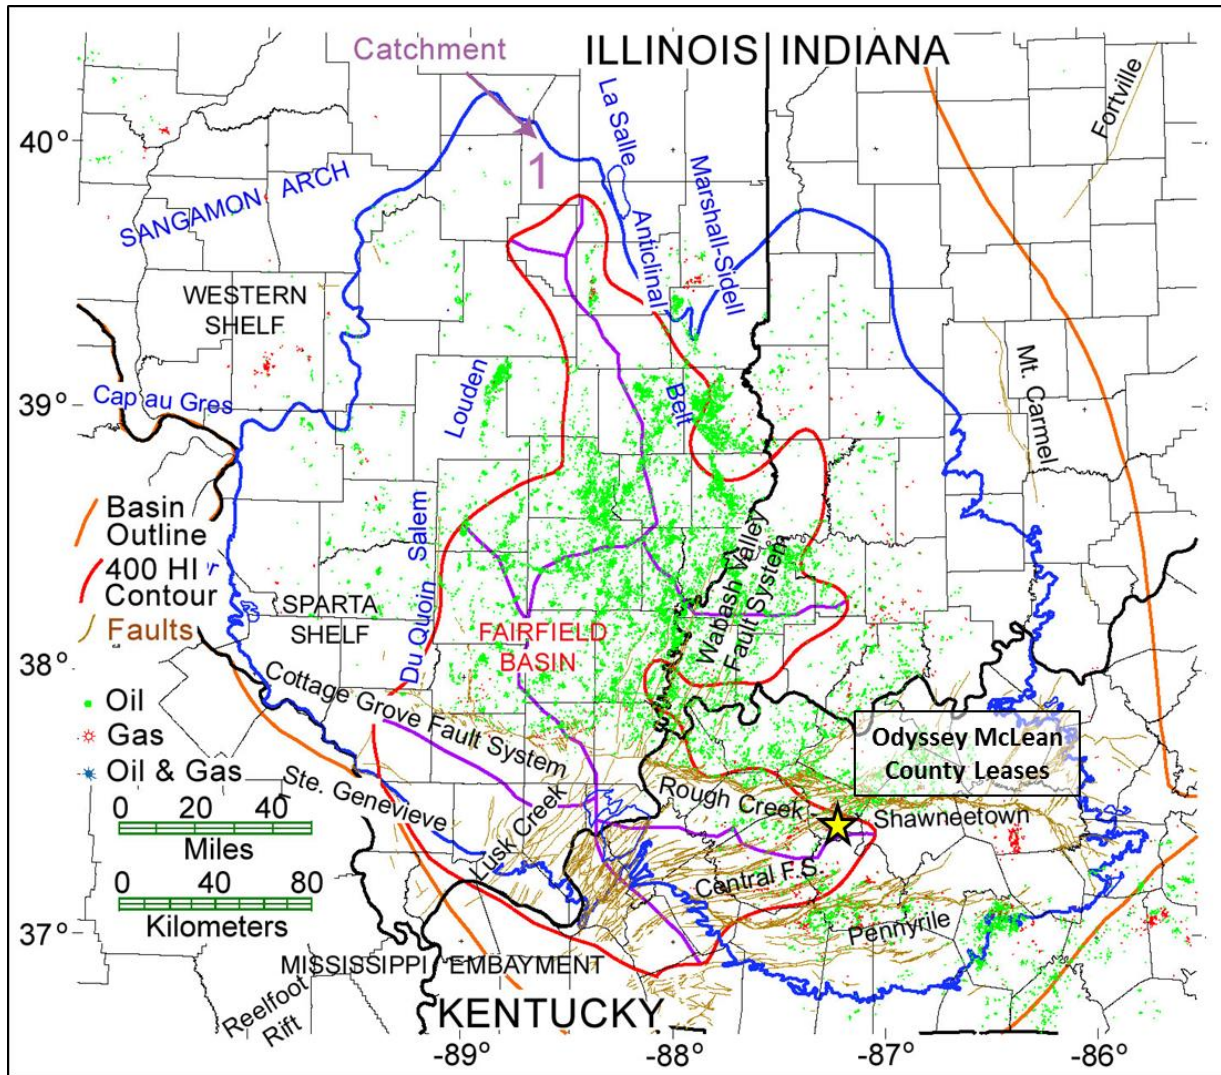 Catchment
1
ILLINOIS
INDIANA
Fortville
La Salle
Anticlinal
Belt
Marshall-Sidell
40°
SANGAMON ARCH
WESTERN
SHELF
Mt. Carmel
39°
Cap au Gres
Louden
Salem
Du Quoin
Basin
Outline
400 HI
Contour
Faults
SPARTA
SHELF
FAIRFIELD
BASIN
Wabash Valley
Fault System
38°
Cottage Grove Fault System
Oil
Gas
Oil & Gas
Odyssey McLean
County Leases
Ste. Genevieve
Lusk Creek
Rough Creek
Shawneetown
0 20 40
Miles
0 40 80
Kilometers
Central F.S.
Pennyrile
37°
MISSISSIPPI EMBAYMENT
Reelfoot
Rift
KENTUCKY
-89°
-88°
-87°
-86°